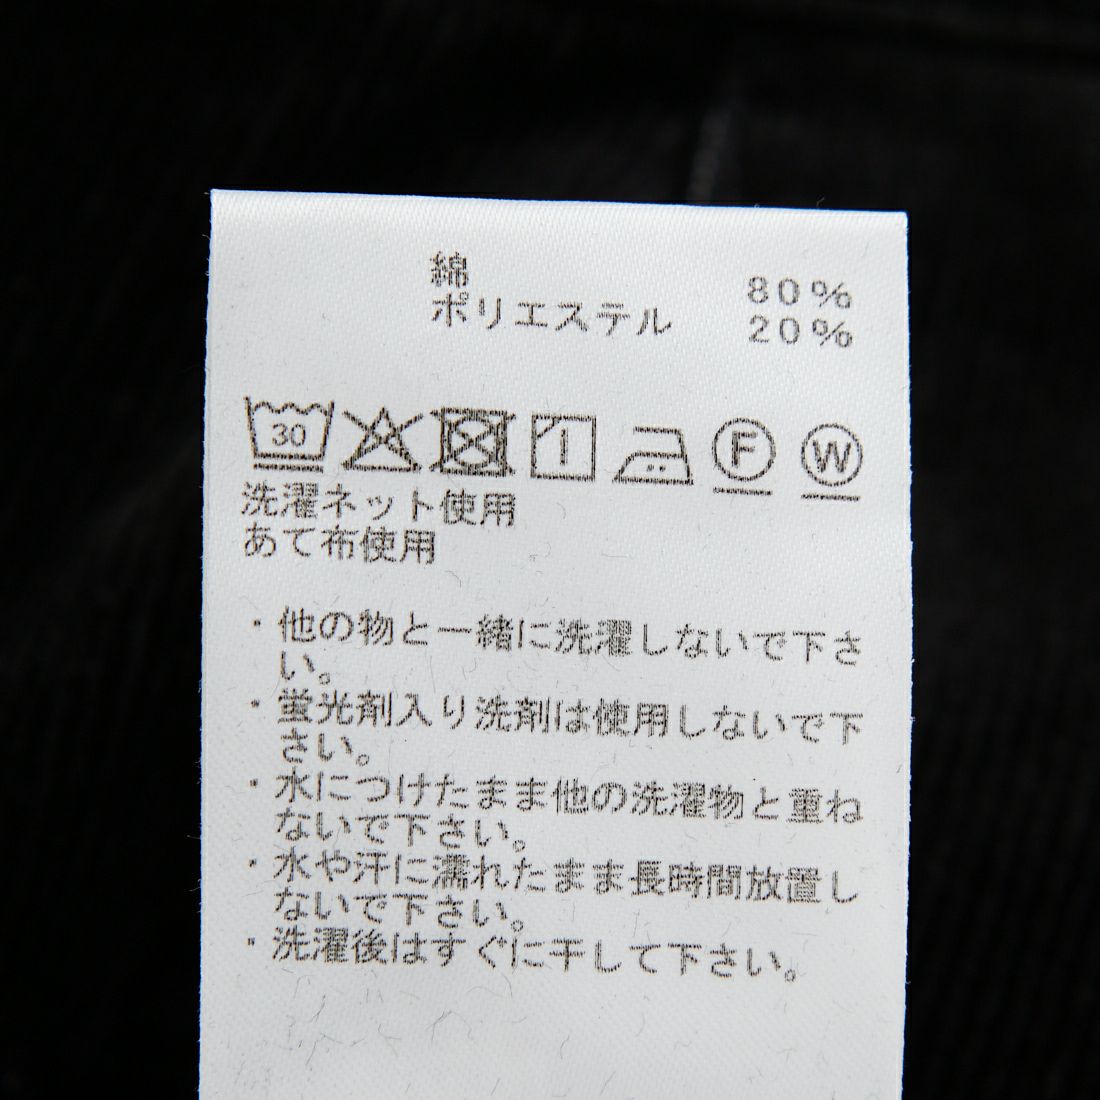 綿 80%
ポリエステル 20%
30 F W
洗濯ネット使用
あて布使用
・他の物と一緒に洗濯しないで下さ
い。
・蛍光剤入り洗剤は使用しないで下
さい。
・水につけたまま他の洗濯物と重ね
ないで下さい。
・水や汗に濡れたまま長時間放置し
ないで下さい。
・洗濯後はすぐに干して下さい。